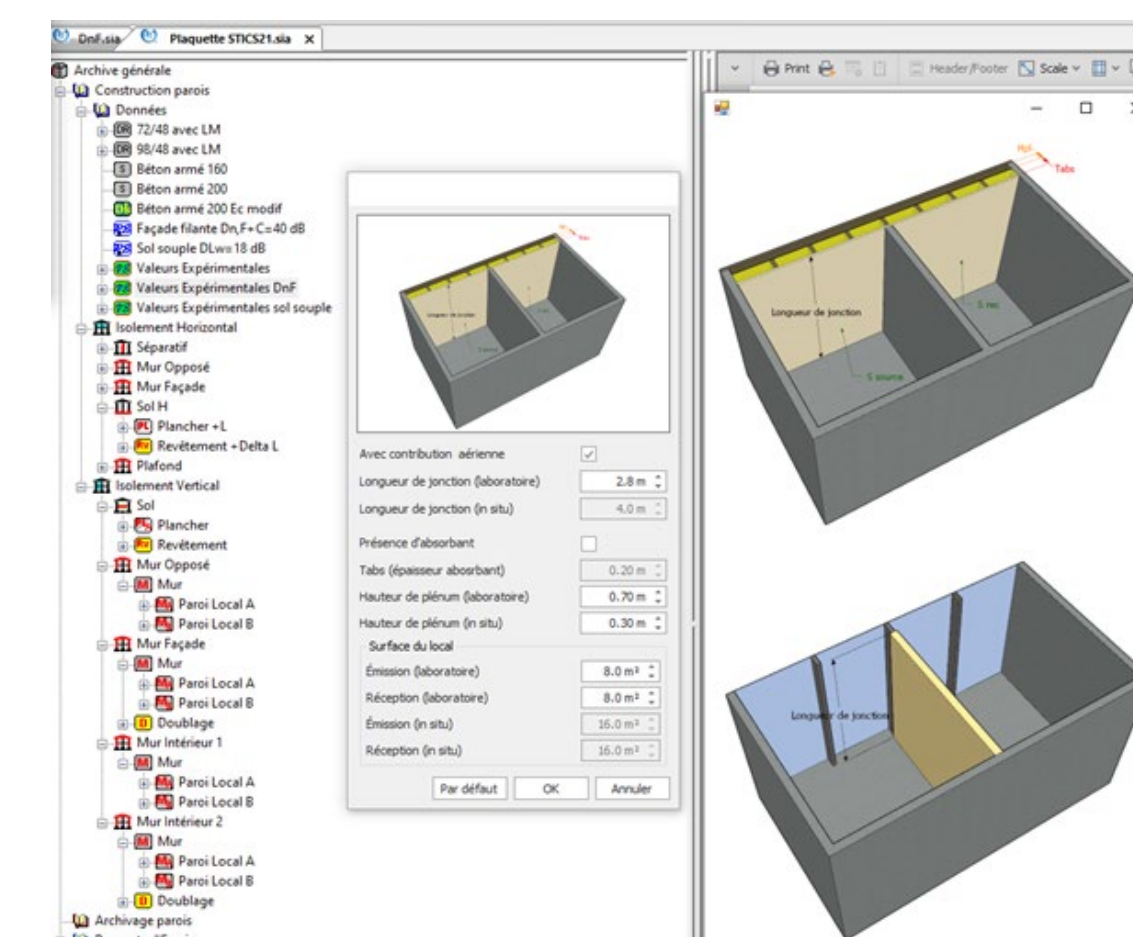 DnF.sia
Plaquette STICS21.sia x
Archive générale
Construction parois
Données
DR 72/48 avec LM
DR 98/48 avec LM
S Béton armé 160
S Béton armé 200
Béton armé 200 Ec modif
Façade filante Dn,F+C=40 dB
Sol souple DLw=18 dB
Valeurs Expérimentales
Valeurs Expérimentales DnF
Valeurs Expérimentales sol souple
Isolement Horizontal
Séparatif
Mur Opposé
Mur Façade
Sol H
PL Plancher +L
Rv Revêtement +Delta L
Plafond
Isolement Vertical
Sol
Plancher
Rv Revêtement
Mur Opposé
M Mur
Paroi Local A
Paroi Local B
Mur Façade
M Mur
Paroi Local A
Paroi Local B
D Doublage
Mur Intérieur 1
M Mur
Paroi Local A
Paroi Local B
Mur Intérieur 2
M Mur
Paroi Local A
Paroi Local B
D Doublage
Archivage parois
Avec contribution aérienne
Longueur de jonction (laboratoire) 2.8 m
Longueur de jonction (in situ) 4.0 m
Présence d'absorbant
Tabs (épaisseur abosrbant) 0.20 m
Hauteur de plénum (laboratoire) 0.70 m
Hauteur de plénum (in situ) 0.30 m
Surface du local
Émission (laboratoire) 8.0 m²
Réception (laboratoire) 8.0 m²
Émission (in situ) 16.0 m²
Réception (in situ) 16.0 m²
Par défaut OK Annuler
Print Header/Footer Scale
Hpl
Tabs
Longueur de jonction
S rec
S source
Longueur de jonction